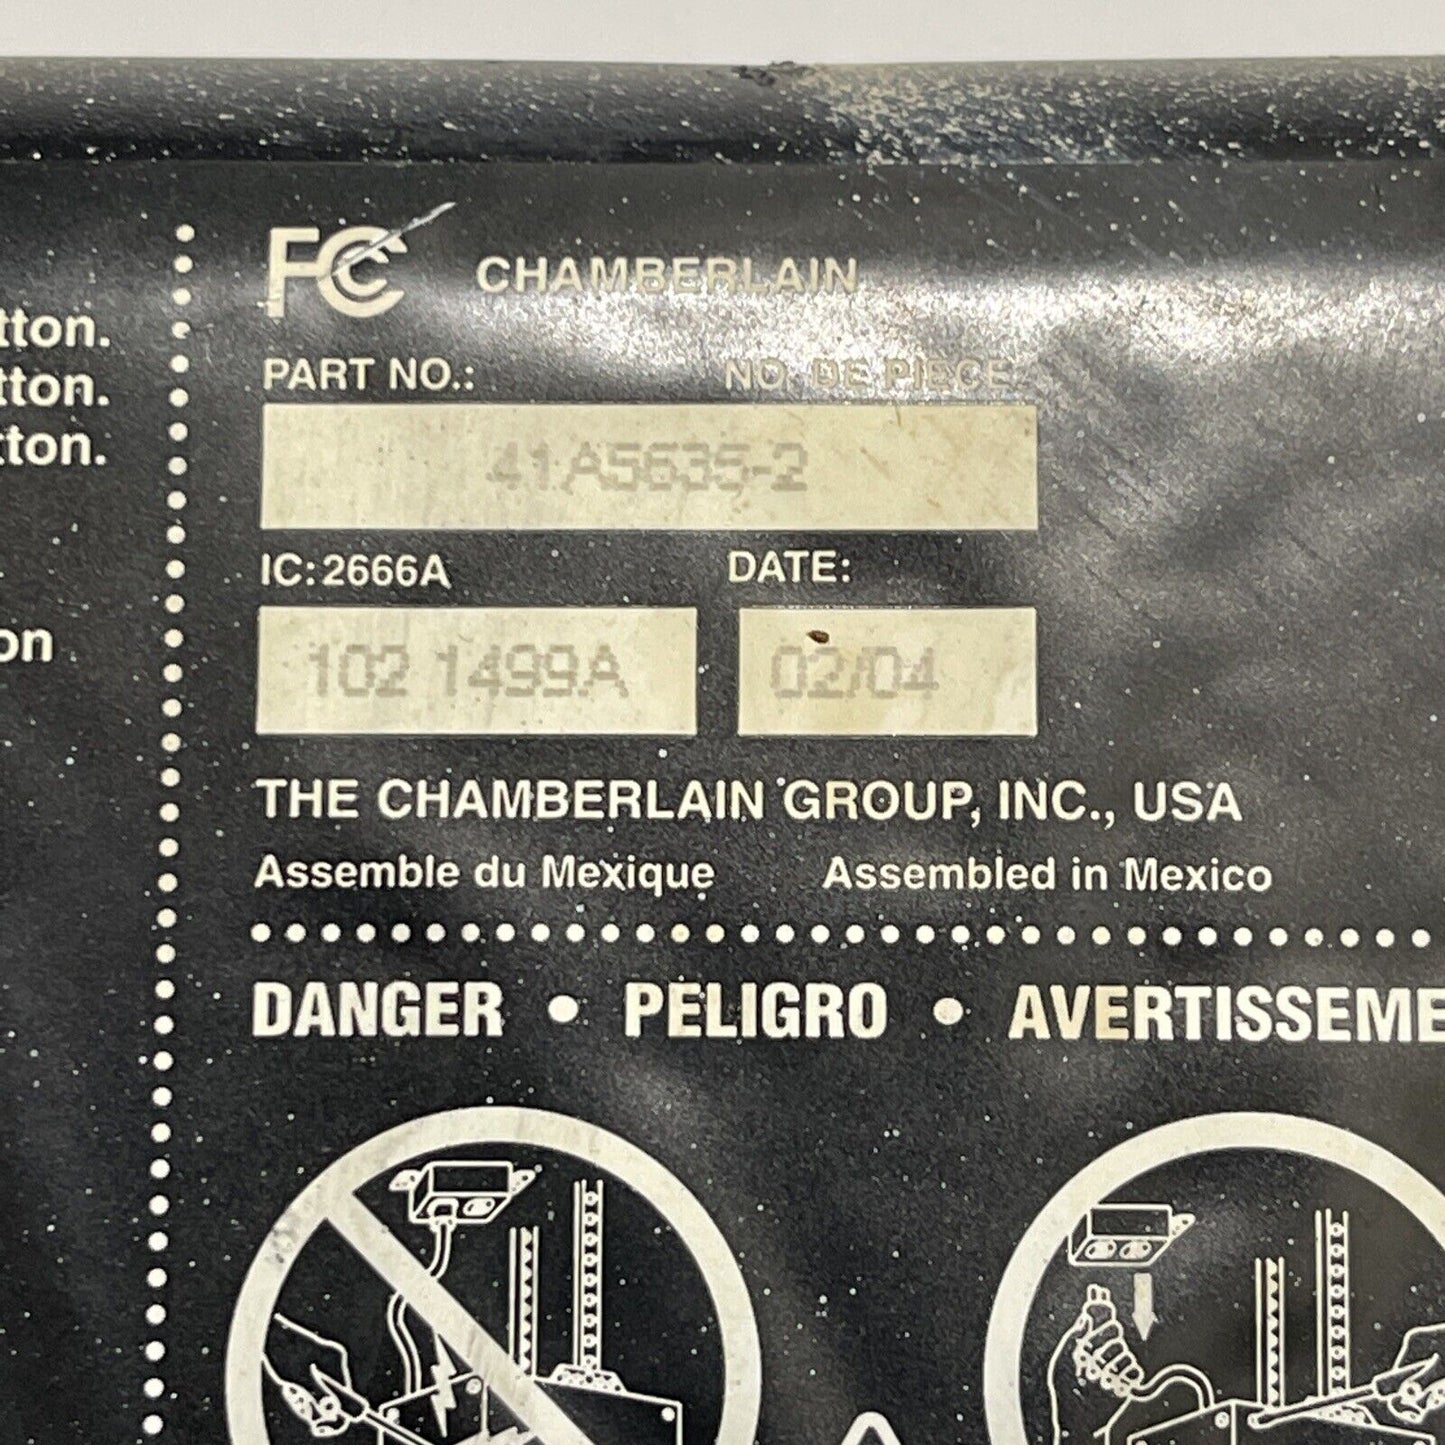 tton.
tton.
tton.
on
FCC CHAMBERLAIN
PART NO.: NO. DE PIECE:
41A5635-2
IC:2666A DATE:
102 1499A 02/04
THE CHAMBERLAIN GROUP, INC., USA
Assemble du Mexique Assembled in Mexico
DANGER • PELIGRO • AVERTISSEME